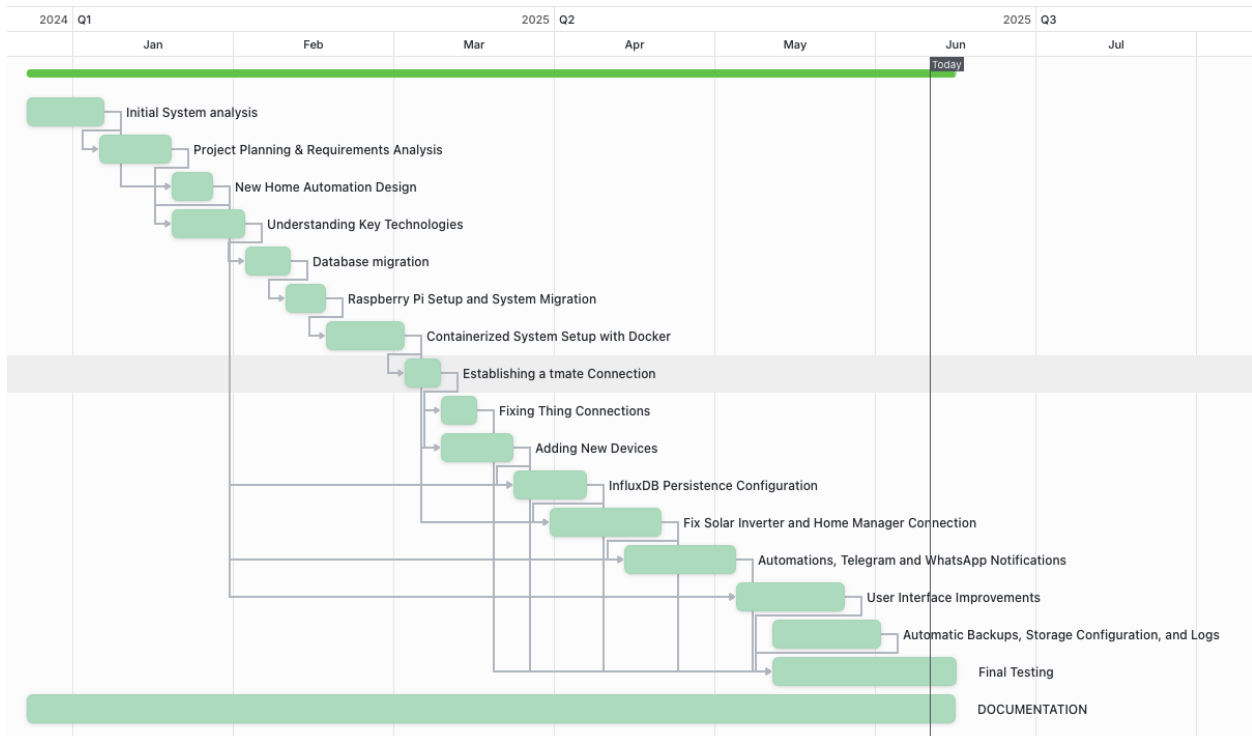 2024 Q1 2025 Q2 2025 Q3
Jan Feb Mar Apr May Jun Jul
Today
Initial System analysis
Project Planning & Requirements Analysis
New Home Automation Design
Understanding Key Technologies
Database migration
Raspberry Pi Setup and System Migration
Containerized System Setup with Docker
Establishing a tmate Connection
Fixing Thing Connections
Adding New Devices
InfluxDB Persistence Configuration
Fix Solar Inverter and Home Manager Connection
Automations, Telegram and WhatsApp Notifications
User Interface Improvements
Automatic Backups, Storage Configuration, and Logs
Final Testing
DOCUMENTATION